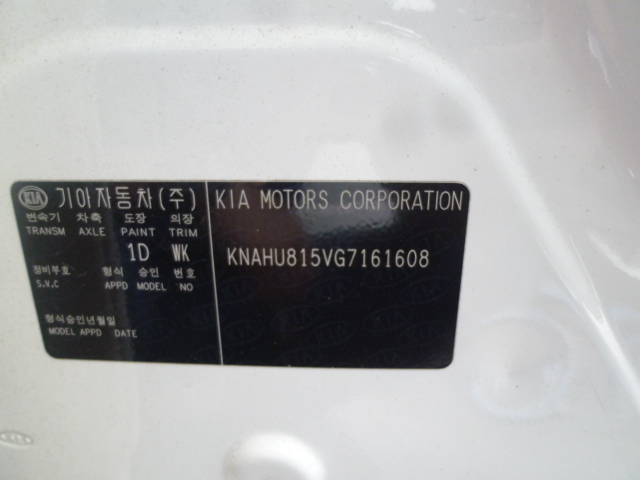 KIA 기아자동차(주)
변속기 차축 도장 의장
TRANSM AXLE PAINT TRIM
1D WK
정비부호 형식 승인 번호
S.V.C APPD MODEL NO
형식승인년월일
MODEL APPD DATE
KIA MOTORS CORPORATION
KNAHU815VG7161608